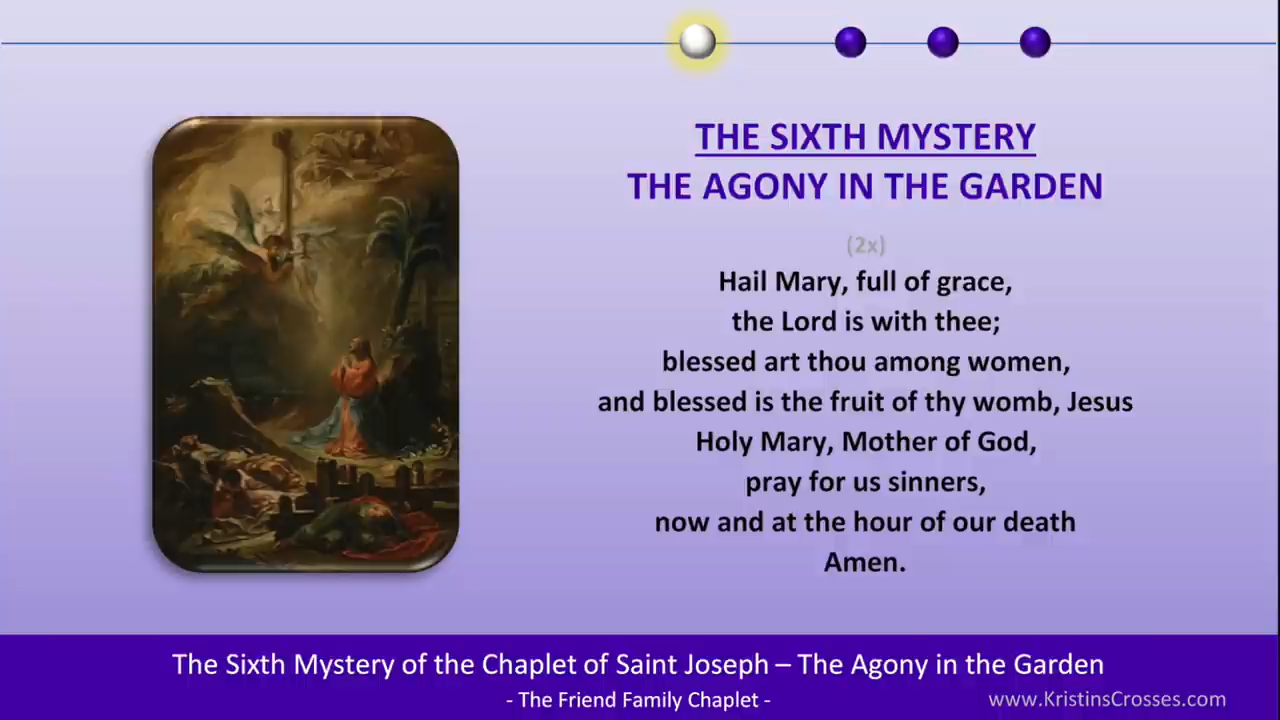 THE SIXTH MYSTERY
THE AGONY IN THE GARDEN
(2x)
Hail Mary, full of grace,
the Lord is with thee;
blessed art thou among women,
and blessed is the fruit of thy womb, Jesus
Holy Mary, Mother of God,
pray for us sinners,
now and at the hour of our death
Amen.
The Sixth Mystery of the Chaplet of Saint Joseph – The Agony in the Garden
- The Friend Family Chaplet -
www.KristinsCrosses.com